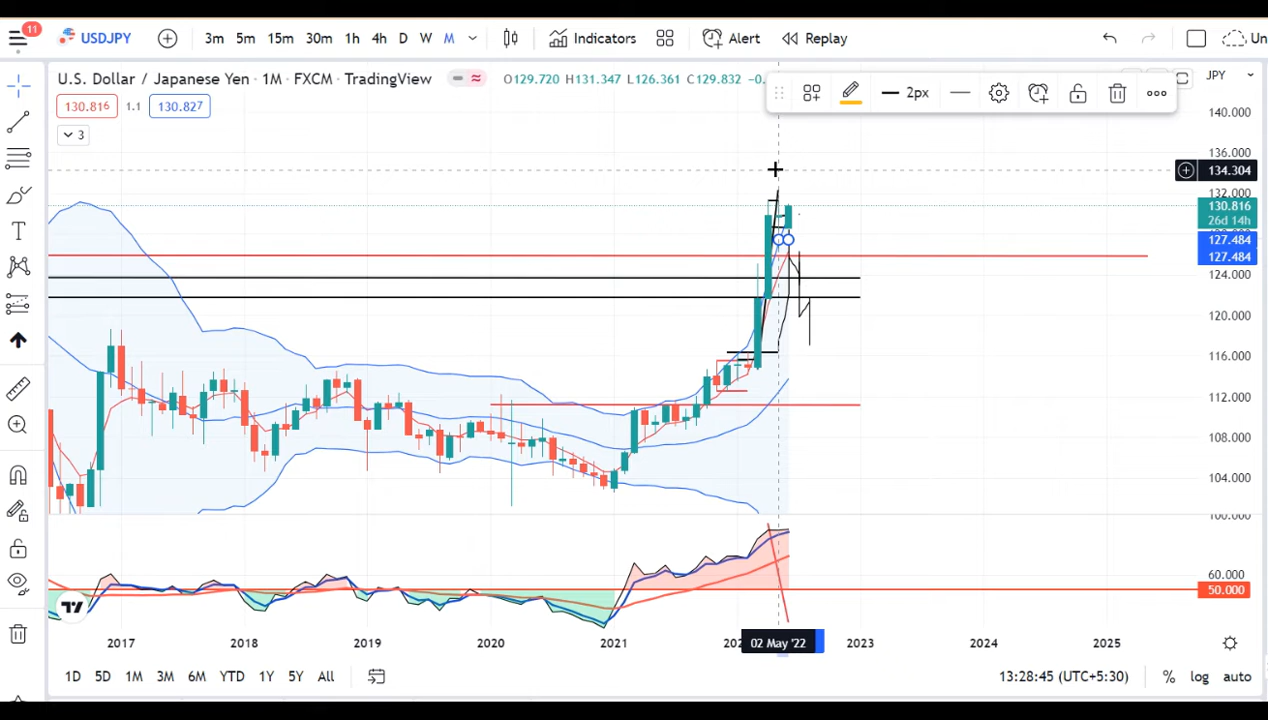 11
USDJPY
3m 5m 15m 30m 1h 4h D W M
Indicators
Alert
Replay
Un
U.S. Dollar / Japanese Yen · 1M · FXCM · TradingView
O129.720 H131.347 L126.361 C129.832 -0.
JPY
130.816 1.1 130.827
2px
3
140.000
136.000
134.304
132.000
130.816
26d 14h
127.484
127.484
124.000
120.000
116.000
112.000
108.000
104.000
100.000
60.000
50.000
2017 2018 2019 2020 2021 202 02 May '22 2023 2024 2025
1D 5D 1M 3M 6M YTD 1Y 5Y All
13:28:45 (UTC+5:30) % log auto